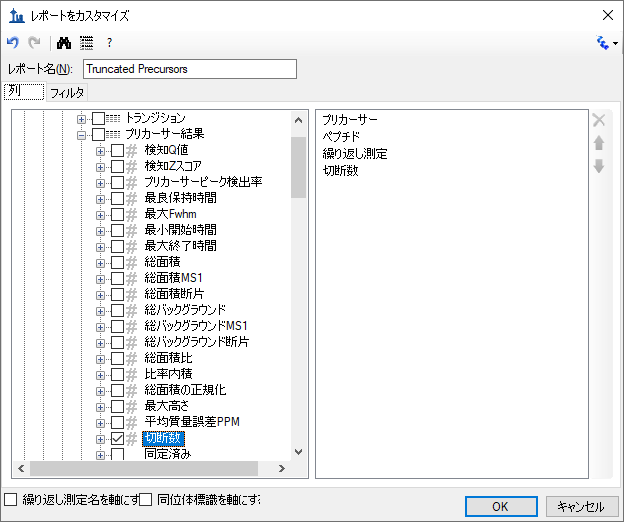 レポートをカスタマイズ
?
レポート名(N): Truncated Precursors
列 フィルタ
トランジション
プリカーサー結果
検知Q値
検知Zスコア
プリカーサーピーク検出率
最良保持時間
最大Fwhm
最小開始時間
最大終了時間
総面積
総面積MS1
総面積断片
総バックグラウンド
総バックグラウンドMS1
総バックグラウンド断片
総面積比
比率内積
総面積の正規化
最大高さ
平均質量誤差PPM
切断数
同定済み
プリカーサー
ペプチド
繰り返し測定
切断数
繰り返し測定名を軸にす 同位体標識を軸にす
OK キャンセル